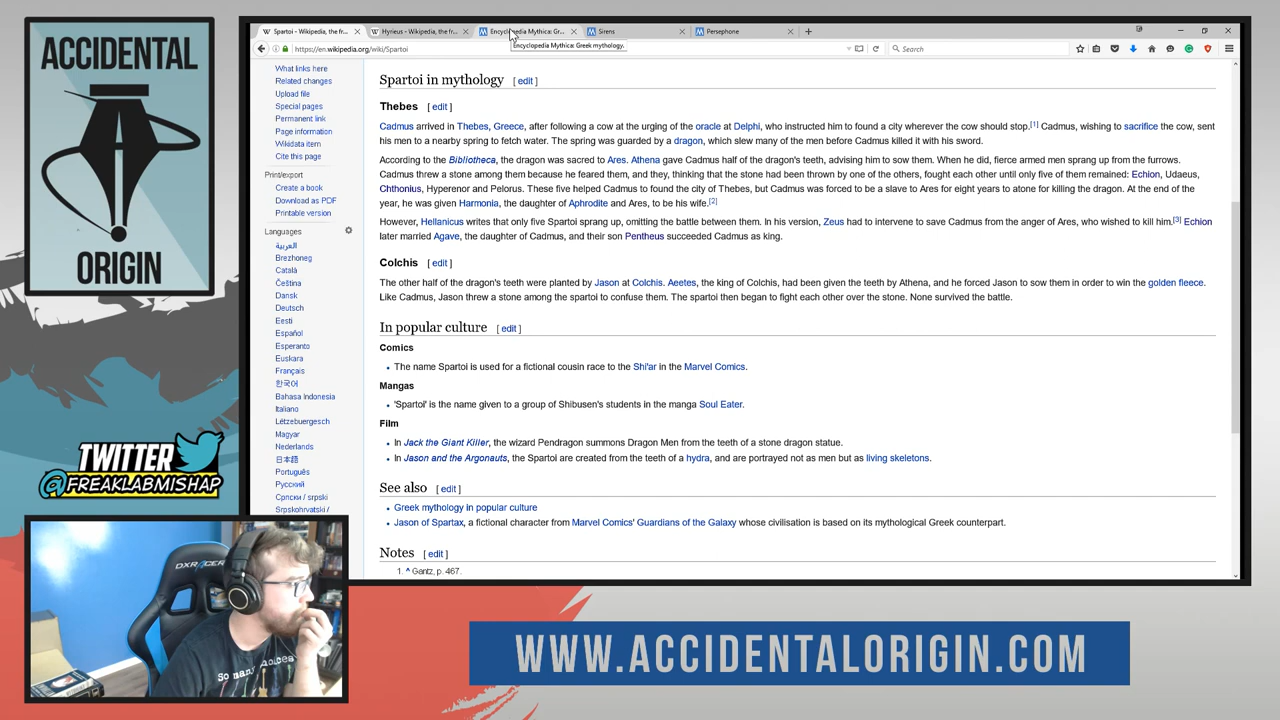 ACCIDENTAL
ORIGIN
TWITTER
@FREAKLABMISHAP
DXRACER
So many choices
Spartoi - Wikipedia, the fr... Hyrieus - Wikipedia, the fr... Encyclopedia Mythica: Gr... Sirens Persephone
https://en.wikipedia.org/wiki/Spartoi
Search
Encyclopedia Mythica: Greek mythology.
What links here
Related changes
Upload file
Special pages
Permanent link
Page information
Wikidata item
Cite this page
Print/export
Create a book
Download as PDF
Printable version
Languages
العربية
Brezhoneg
Català
Čeština
Dansk
Deutsch
Eesti
Español
Esperanto
Euskara
Français
한국어
Bahasa Indonesia
Italiano
Lëtzebuergesch
Magyar
Nederlands
日本語
Português
Русский
Српски / srpski
Srpskohrvatski /
Spartoi in mythology [ edit ]
Thebes [ edit ]
Cadmus arrived in Thebes, Greece, after following a cow at the urging of the oracle at Delphi, who instructed him to found a city wherever the cow should stop.[1] Cadmus, wishing to sacrifice the cow, sent
his men to a nearby spring to fetch water. The spring was guarded by a dragon, which slew many of the men before Cadmus killed it with his sword.
According to the Bibliotheca, the dragon was sacred to Ares. Athena gave Cadmus half of the dragon's teeth, advising him to sow them. When he did, fierce armed men sprang up from the furrows.
Cadmus threw a stone among them because he feared them, and they, thinking that the stone had been thrown by one of the others, fought each other until only five of them remained: Echion, Udaeus,
Chthonius, Hyperenor and Pelorus. These five helped Cadmus to found the city of Thebes, but Cadmus was forced to be a slave to Ares for eight years to atone for killing the dragon. At the end of the
year, he was given Harmonia, the daughter of Aphrodite and Ares, to be his wife.[2]
However, Hellanicus writes that only five Spartoi sprang up, omitting the battle between them. In his version, Zeus had to intervene to save Cadmus from the anger of Ares, who wished to kill him.[3] Echion
later married Agave, the daughter of Cadmus, and their son Pentheus succeeded Cadmus as king.
Colchis [ edit ]
The other half of the dragon's teeth were planted by Jason at Colchis. Aeetes, the king of Colchis, had been given the teeth by Athena, and he forced Jason to sow them in order to win the golden fleece.
Like Cadmus, Jason threw a stone among the spartoi to confuse them. The spartoi then began to fight each other over the stone. None survived the battle.
In popular culture [ edit ]
Comics
• The name Spartoi is used for a fictional cousin race to the Shi'ar in the Marvel Comics.
Mangas
• 'Spartoi' is the name given to a group of Shibusen's students in the manga Soul Eater.
Film
• In Jack the Giant Killer, the wizard Pendragon summons Dragon Men from the teeth of a stone dragon statue.
• In Jason and the Argonauts, the Spartoi are created from the teeth of a hydra, and are portrayed not as men but as living skeletons.
See also [ edit ]
• Greek mythology in popular culture
• Jason of Spartax, a fictional character from Marvel Comics' Guardians of the Galaxy whose civilisation is based on its mythological Greek counterpart.
Notes [ edit ]
1. ^ Gantz, p. 467.
WWW.ACCIDENTALORIGIN.COM